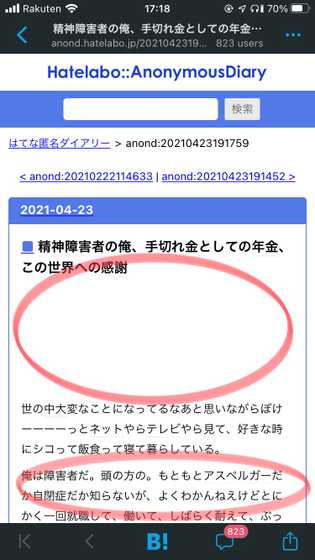 Rakuten 17:18 70%
精神障害者の俺、手切れ金としての年金…
anond.hatelabo.jp/2021042319... 823 users
Hatelabo::AnonymousDiary
検索
はてな匿名ダイアリー > anond:20210423191759
< anond:20210222114633 | anond:20210423191452 >
2021-04-23
■ 精神障害者の俺、手切れ金としての年金、
この世界への感謝
世の中大変なことになってるなあと思いながらぼけ
ーーーーっとネットやらテレビやら見て、好きな時
にシコって飯食って寝て暮らしている。
俺は障害者だ。頭の方の。もともとアスペルガーだ
か自閉症だか知らないが、よくわかんねえけどとに
かく一回就職して、働いて、しばらく耐えて、ぶっ
B!
823